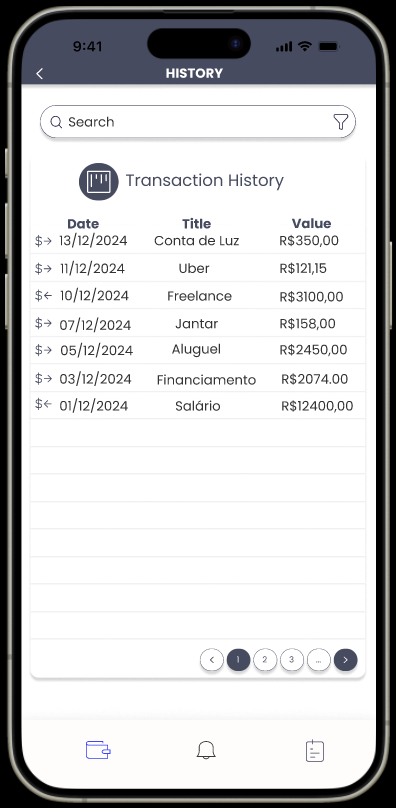 9:41
HISTORY
Search
Transaction History
Date Title Value
$→ 13/12/2024 Conta de Luz R$350,00
$→ 11/12/2024 Uber R$121,15
$← 10/12/2024 Freelance R$3100,00
$→ 07/12/2024 Jantar R$158,00
$→ 05/12/2024 Aluguel R$2450,00
$→ 03/12/2024 Financiamento R$2074.00
$← 01/12/2024 Salário R$12400,00
< 1 2 3 ... >